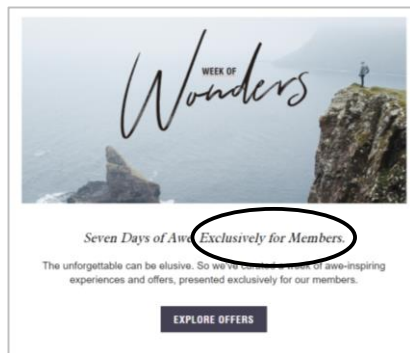 WEEK OF
Wonders
Seven Days of Awe Exclusively for Members.
The unforgettable can be elusive. So we've curated a week of awe-inspiring
experiences and offers, presented exclusively for our members.
EXPLORE OFFERS